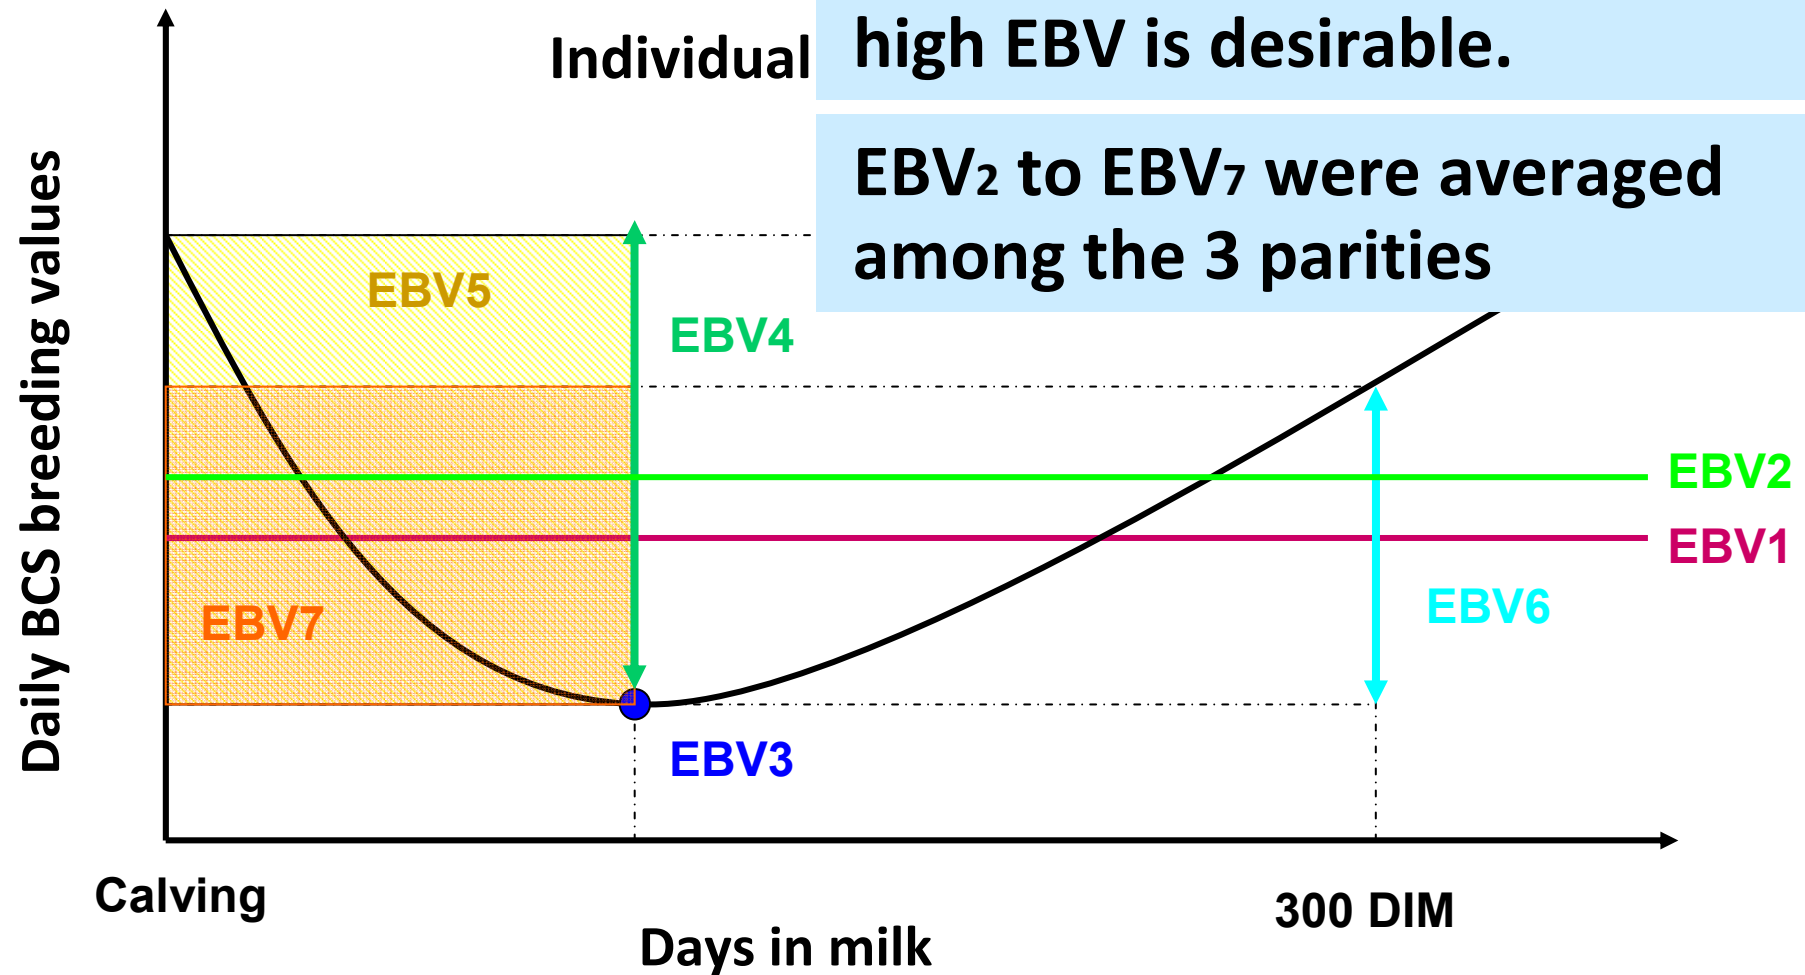 Individual
high EBV is desirable.
EBV2 to EBV7 were averaged
among the 3 parities
Daily BCS breeding values
EBV5
EBV4
EBV2
EBV1
EBV7
EBV6
EBV3
Calving
300 DIM
Days in milk